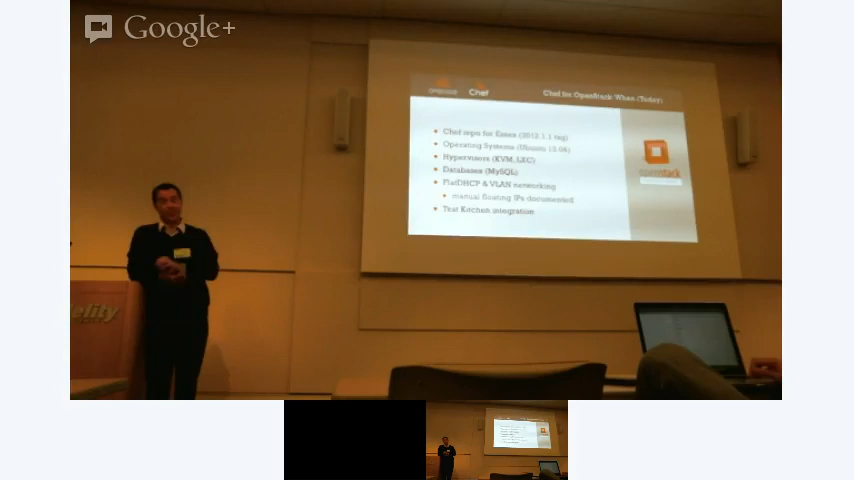 Google+
opscode Chef
Chef for OpenStack When (Today)
Chef repo for Essex (2012.1.1 tag)
Operating Systems (Ubuntu 12.04)
Hypervisors (KVM, LXC)
Databases (MySQL)
FlatDHCP & VLAN networking
manual floating IPs documented
Test Kitchen integration
openstack